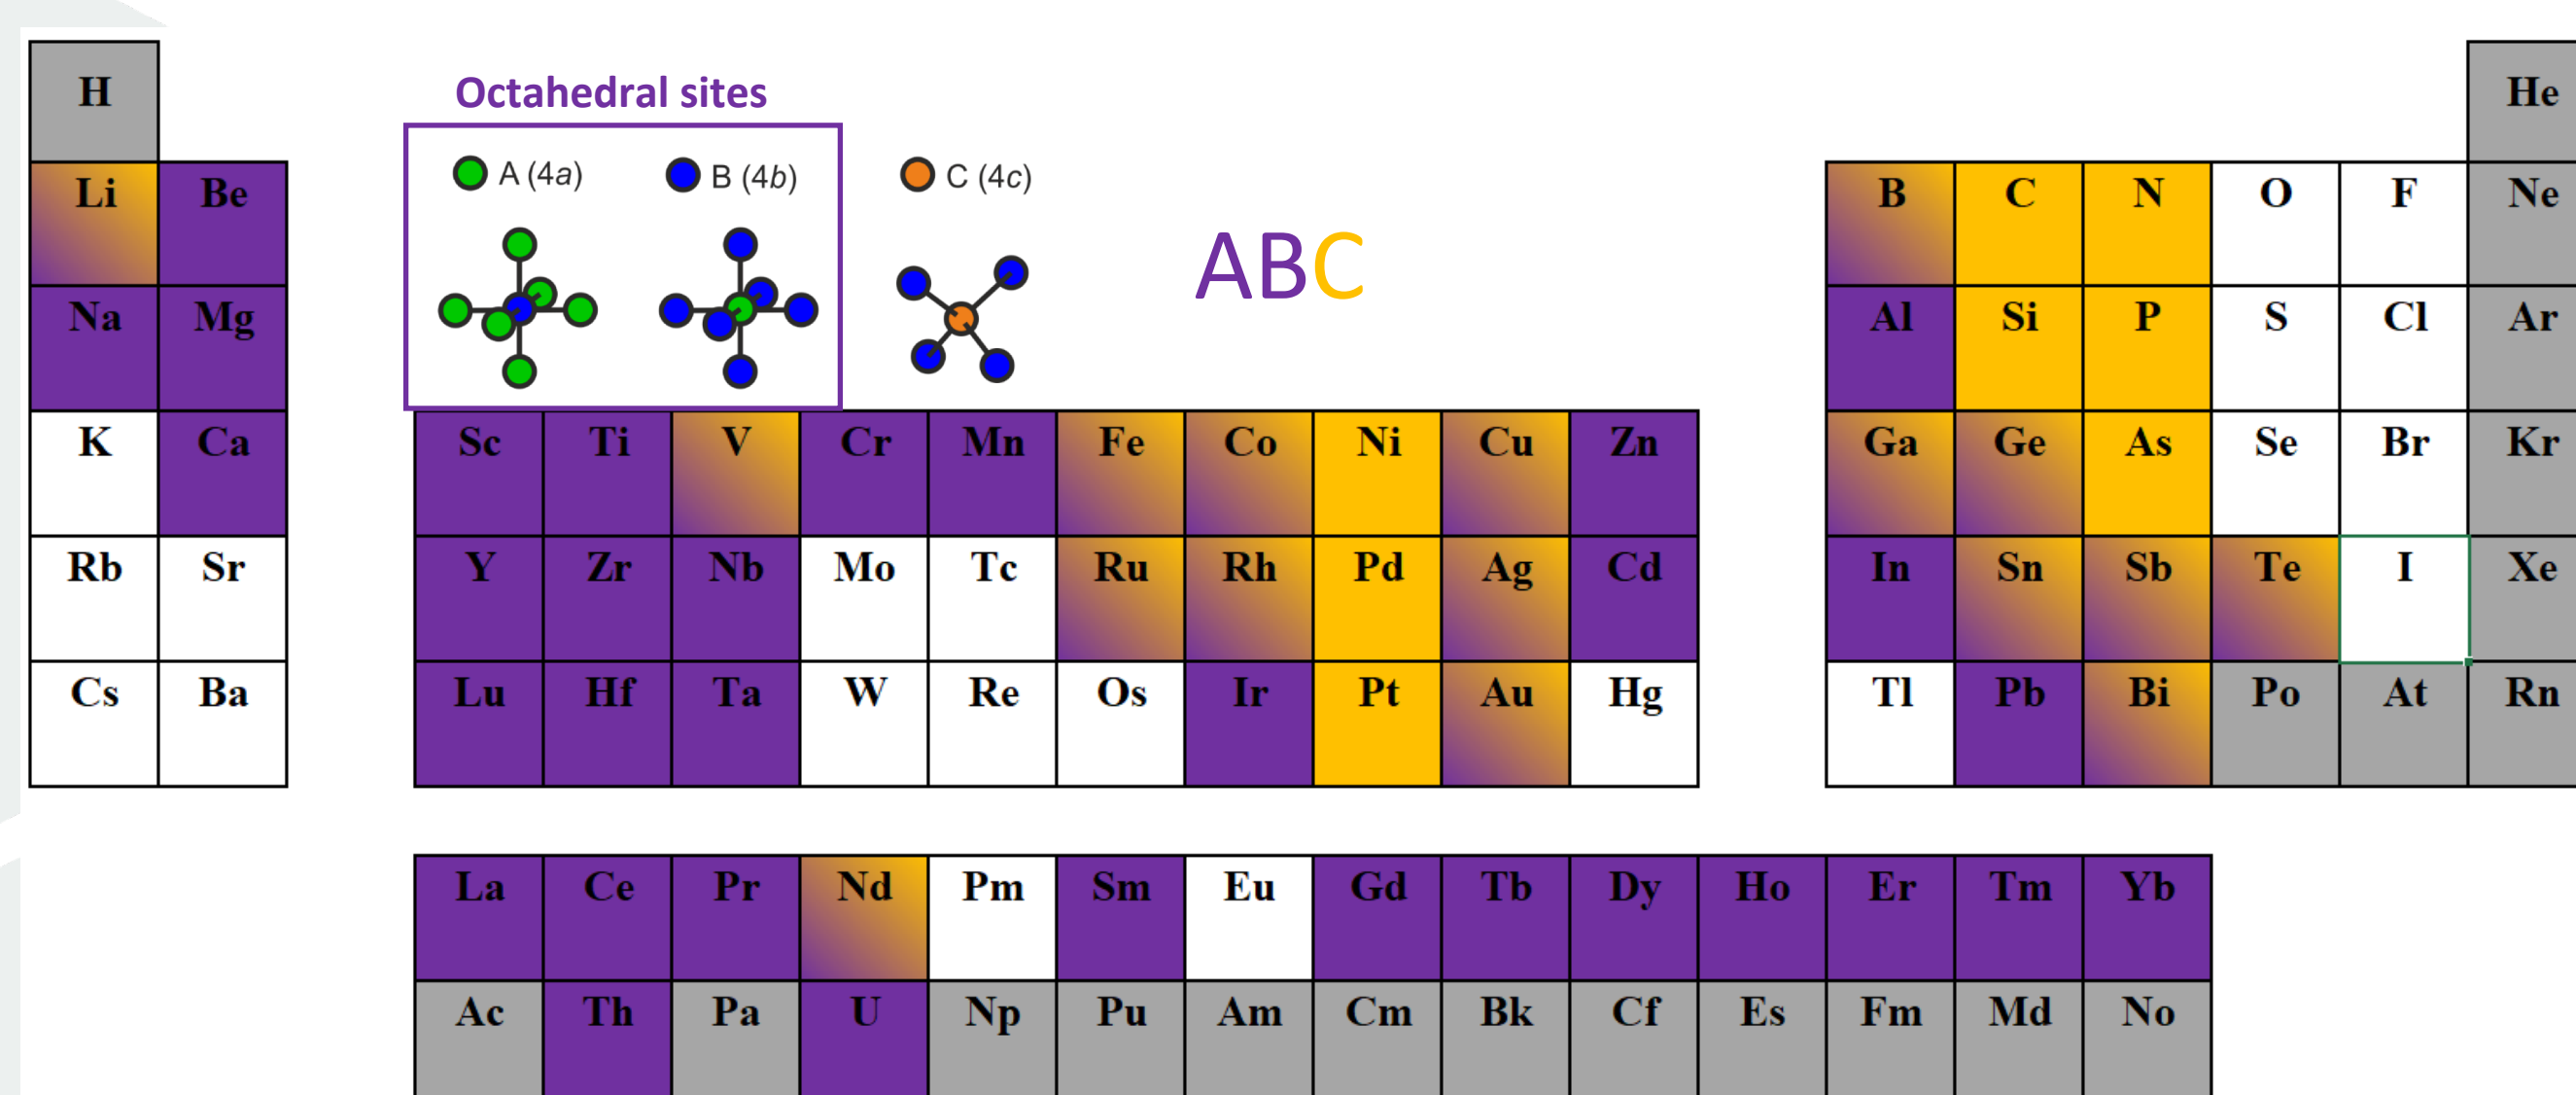 H He
Octahedral sites
A (4a) B (4b) C (4c)
ABC
Li Be B C N O F Ne
Na Mg Al Si P S Cl Ar
K Ca Sc Ti V Cr Mn Fe Co Ni Cu Zn Ga Ge As Se Br Kr
Rb Sr Y Zr Nb Mo Tc Ru Rh Pd Ag Cd In Sn Sb Te I Xe
Cs Ba Lu Hf Ta W Re Os Ir Pt Au Hg Tl Pb Bi Po At Rn
La Ce Pr Nd Pm Sm Eu Gd Tb Dy Ho Er Tm Yb
Ac Th Pa U Np Pu Am Cm Bk Cf Es Fm Md No